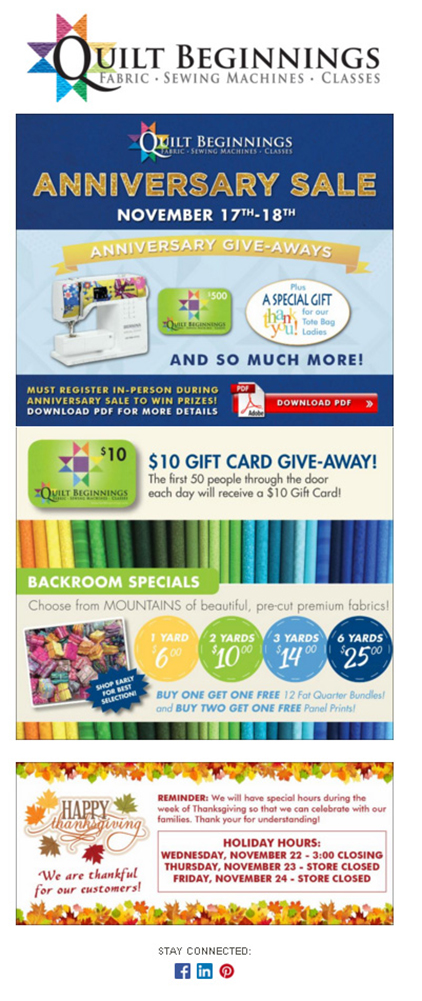 QUILT BEGINNINGS
FABRIC • SEWING MACHINES • CLASSES
QUILT BEGINNINGS
FABRIC • SEWING MACHINES • CLASSES
ANNIVERSARY SALE
NOVEMBER 17TH-18TH
ANNIVERSARY GIVE-AWAYS
$500
QUILT BEGINNINGS
Plus
A SPECIAL GIFT
thank you!
for our
Tote Bag
Ladies
AND SO MUCH MORE!
MUST REGISTER IN-PERSON DURING
ANNIVERSARY SALE TO WIN PRIZES!
DOWNLOAD PDF FOR MORE DETAILS
PDF
Adobe
DOWNLOAD PDF »
$10
QUILT BEGINNINGS
FABRIC • SEWING MACHINES • CLASSES
$10 GIFT CARD GIVE-AWAY!
The first 50 people through the door
each day will receive a $10 Gift Card!
BACKROOM SPECIALS
Choose from MOUNTAINS of beautiful, pre-cut premium fabrics!
1 YARD
$6.00
2 YARDS
$10.00
3 YARDS
$14.00
6 YARDS
$25.00
SHOP EARLY
FOR BEST
SELECTION!
BUY ONE GET ONE FREE 12 Fat Quarter Bundles!
and BUY TWO GET ONE FREE Panel Prints!
HAPPY
thanksgiving
We are thankful
for our customers!
REMINDER: We will have special hours during the
week of Thanksgiving so that we can celebrate with our
families. Thank your for understanding!
HOLIDAY HOURS:
WEDNESDAY, NOVEMBER 22 - 3:00 CLOSING
THURSDAY, NOVEMBER 23 - STORE CLOSED
FRIDAY, NOVEMBER 24 - STORE CLOSED
STAY CONNECTED: